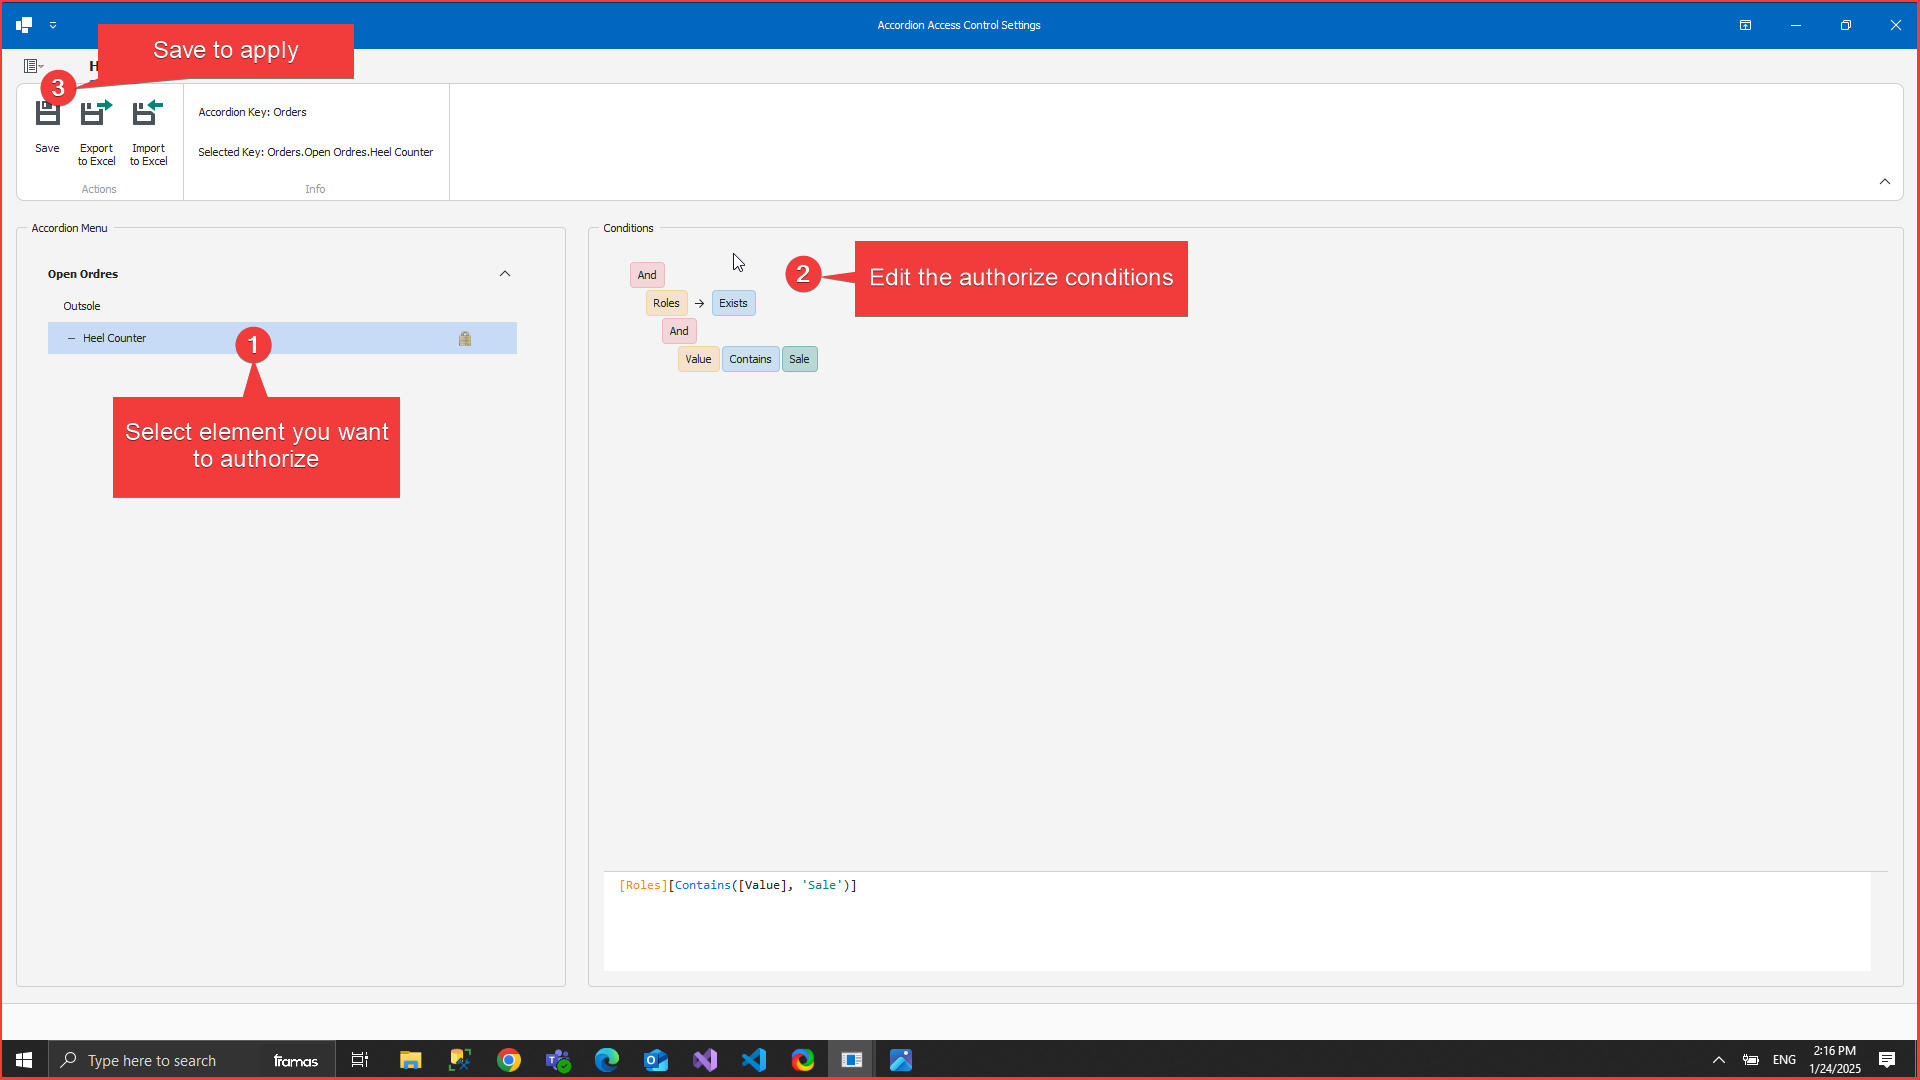 Accordion Access Control Settings
Save to apply
H
3
Save
Export
to Excel
Import
to Excel
Actions
Accordion Key: Orders
Selected Key: Orders.Open Ordres.Heel Counter
Info
Accordion Menu
Open Ordres
Outsole
Heel Counter
1
Select element you want
to authorize
Conditions
And
Roles → Exists
And
Value Contains Sale
2
Edit the authorize conditions
[Roles][Contains([Value], 'Sale')]
Type here to search
framas
ENG
2:16 PM
1/24/2025